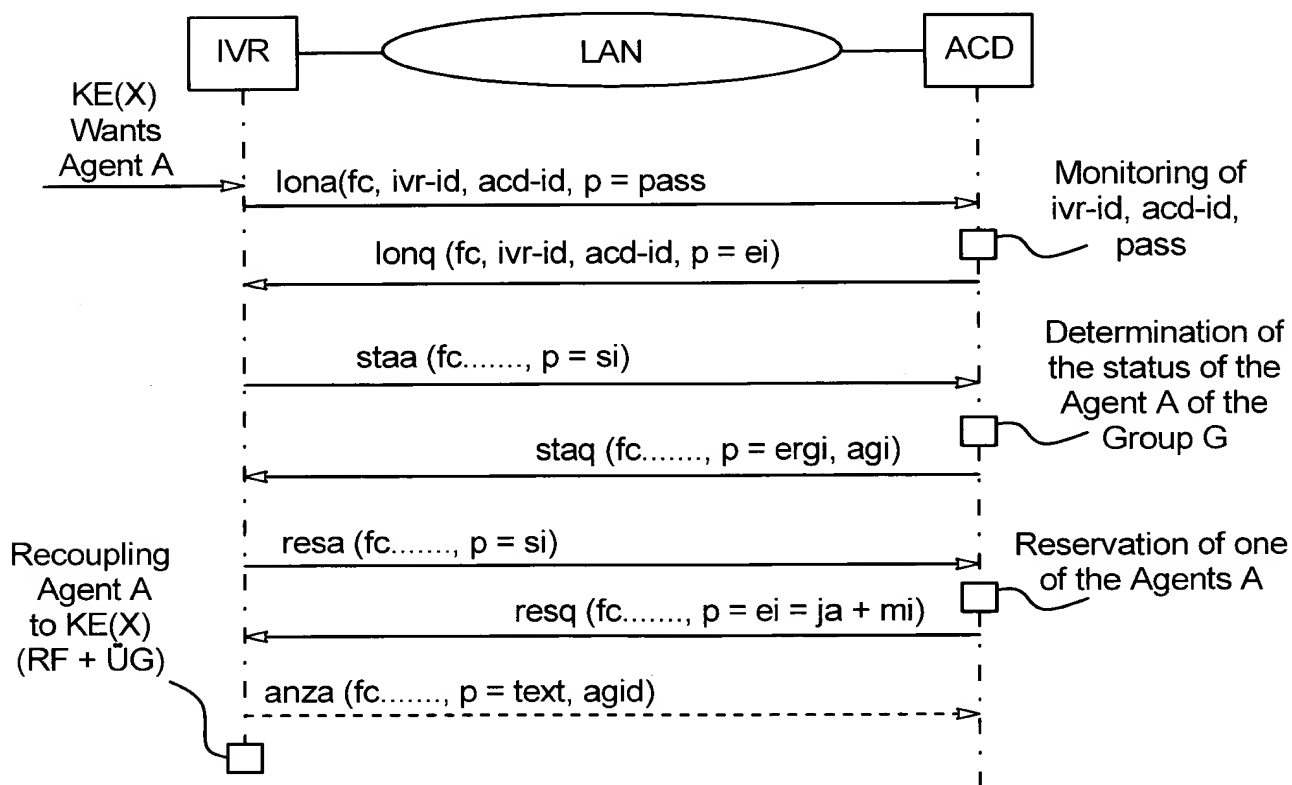 IVR
LAN
ACD
KE(X)
Wants
Agent A
lona(fc, ivr-id, acd-id, p = pass
Monitoring of
ivr-id, acd-id,
pass
lonq (fc, ivr-id, acd-id, p = ei)
staa (fc......., p = si)
Determination of
the status of the
Agent A of the
Group G
staq (fc......., p = ergi, agi)
resa (fc......., p = si)
Reservation of one
of the Agents A
Recoupling
Agent A
to KE(X)
(RF + ÜG)
resq (fc......., p = ei = ja + mi)
anza (fc......., p = text, agid)